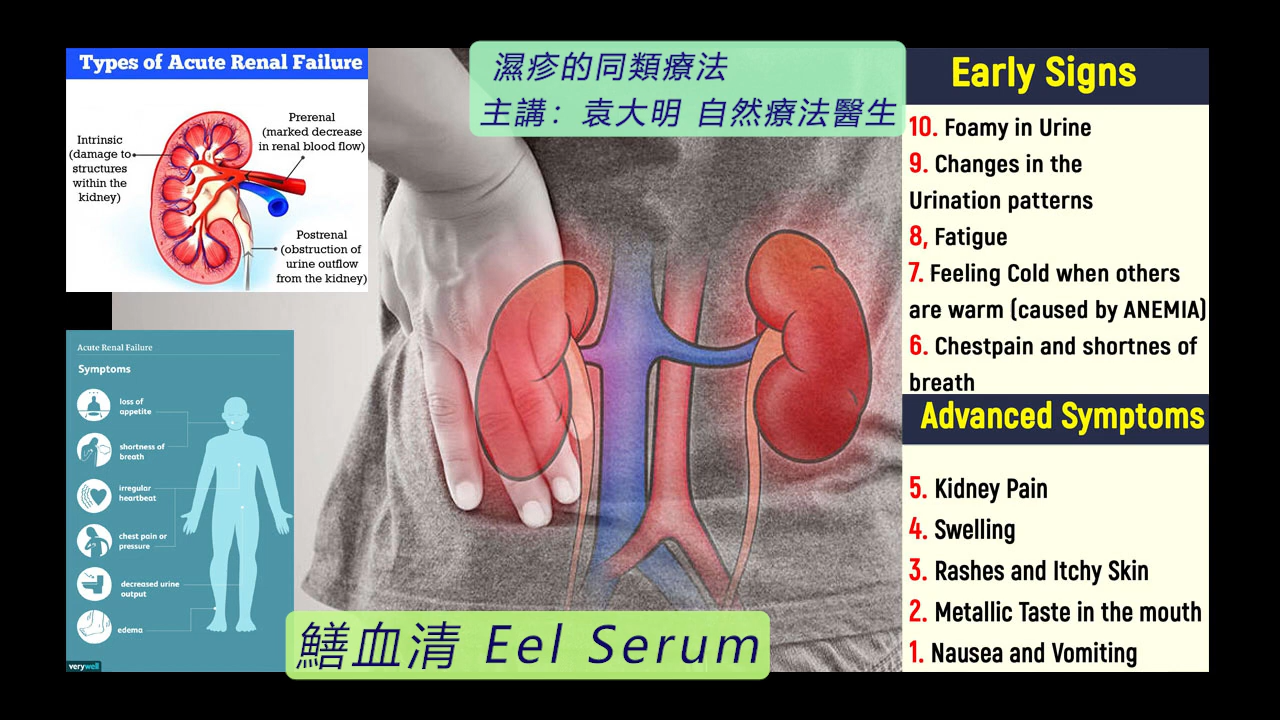 Types of Acute Renal Failure
Intrinsic
(damage to
structures
within the
kidney)
Prerenal
(marked decrease
in renal blood flow)
Postrenal
(obstruction of
urine outflow
from the kidney)
濕疹的同類療法
主講：袁大明 自然療法醫生
Early Signs
10. Foamy in Urine
9. Changes in the
Urination patterns
8, Fatigue
7. Feeling Cold when others
are warm (caused by ANEMIA)
6. Chestpain and shortnes of
breath
Advanced Symptoms
5. Kidney Pain
4. Swelling
3. Rashes and Itchy Skin
2. Metallic Taste in the mouth
1. Nausea and Vomiting
Acute Renal Failure
Symptoms
loss of
appetite
shortness of
breath
irregular
heartbeat
chest pain or
pressure
decreased urine
output
edema
verywell
鱔血清 Eel Serum